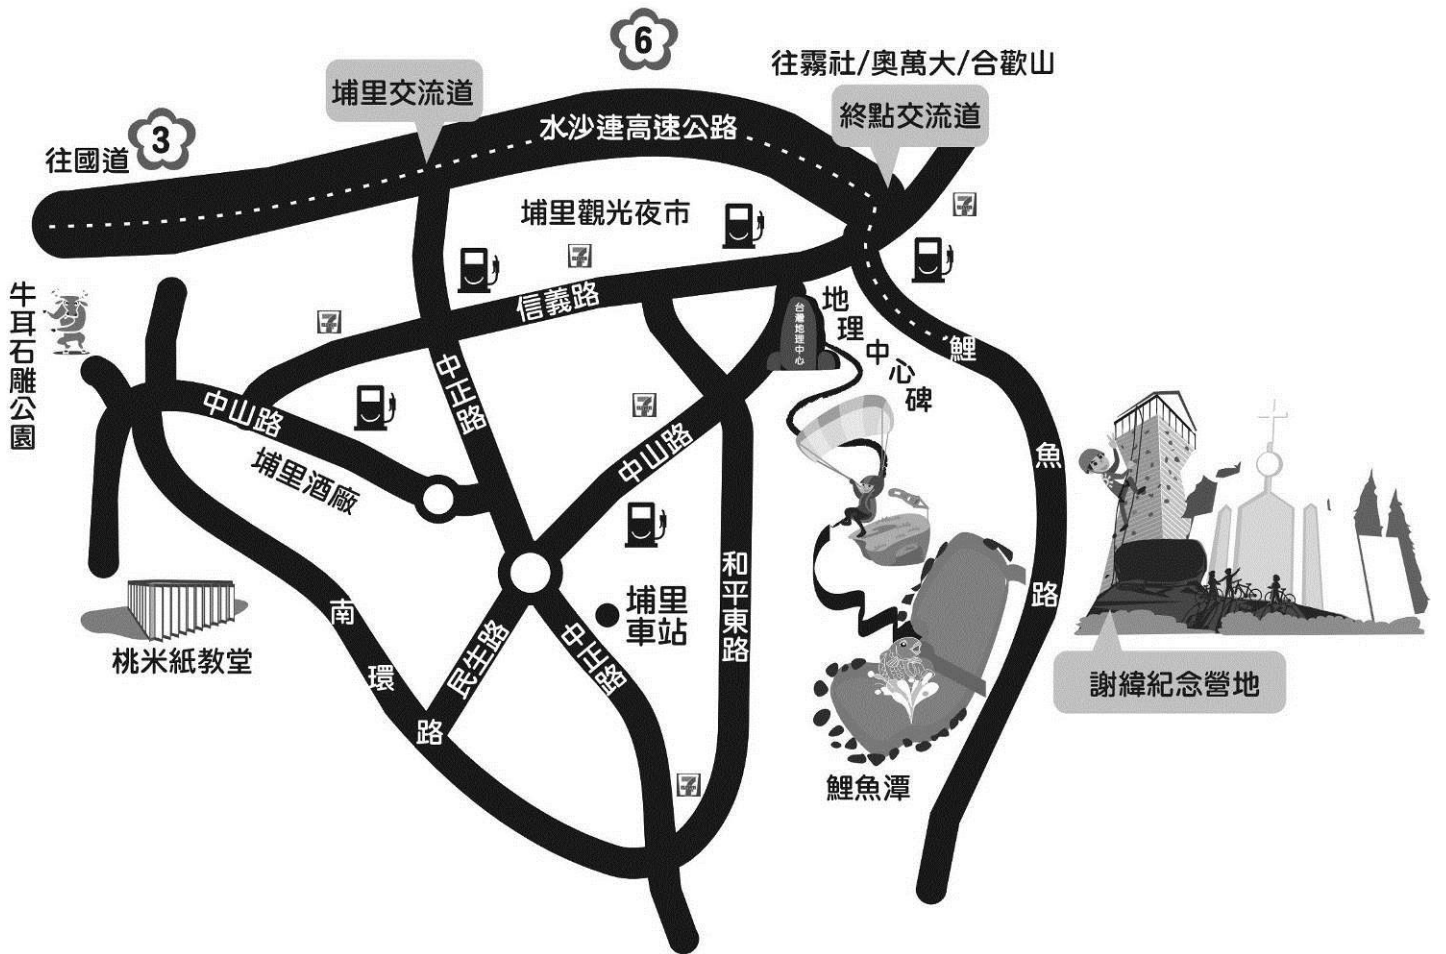 6
往霧社/奧萬大/合歡山
埔里交流道
終點交流道
3
往國道
水沙連高速公路
埔里觀光夜市
7
7
7
7
7
信義路
牛耳石雕公園
台灣地理中心
地理中心碑
中山路
中正路
中山路
埔里酒廠
鯉魚路
和平東路
埔里
車站
南環路
民生路
中正路
桃米紙教堂
謝緯紀念營地
鯉魚潭